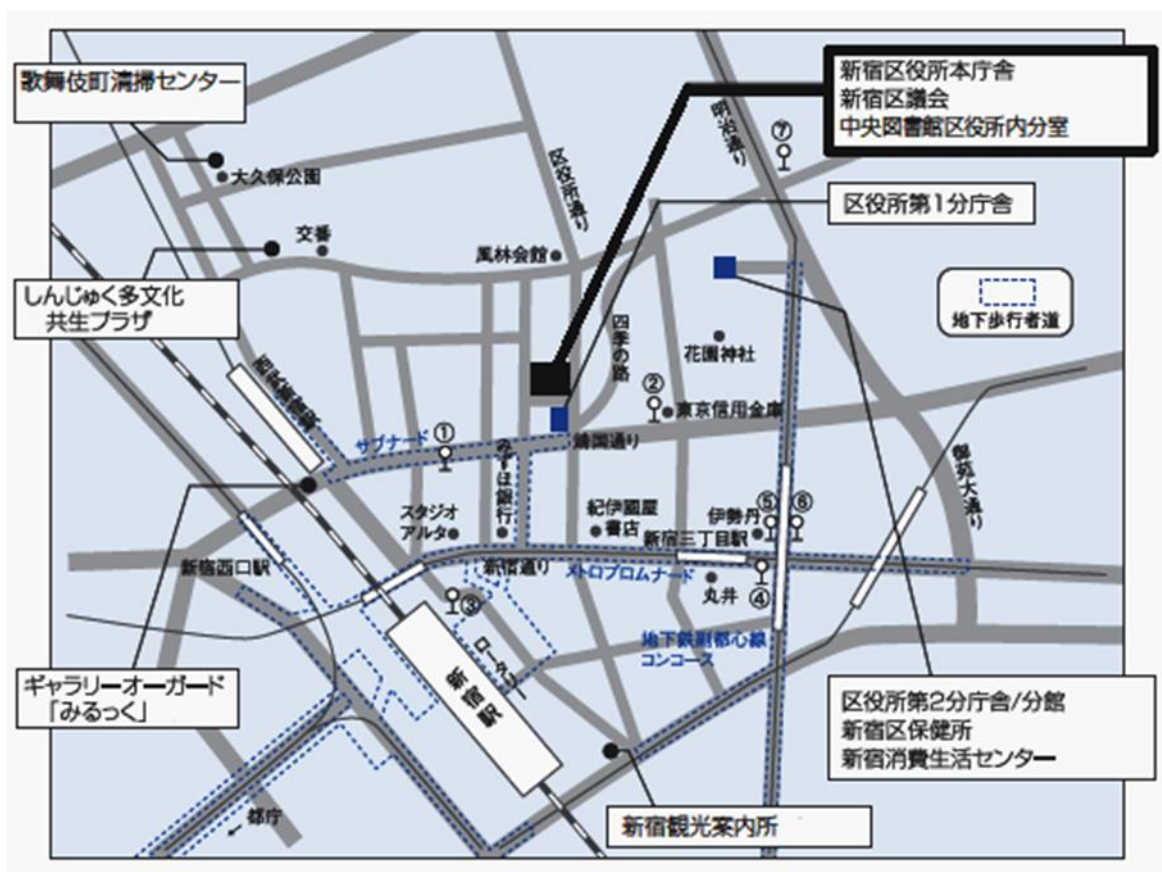 歌舞伎町清掃センター
新宿区役所本庁舎
新宿区議会
中央図書館区役所内分室
明治通り
⑦
大久保公園
区役所通り
区役所第1分庁舎
交番
風林会館
しんじゅく多文化
共生プラザ
地下歩行者道
四季の路
花園神社
西武新宿駅
②
東京信用金庫
サブナード
①
みずほ銀行
靖国通り
御苑大通り
スタジオ
アルタ
紀伊國屋
書店
伊勢丹
⑤
⑥
新宿三丁目駅
新宿西口駅
新宿通り
メトロプロムナード
丸井
④
③
ロータリー
地下鉄副都心線
コンコース
新宿駅
ギャラリーオーガード
「みるっく」
区役所第2分庁舎/分館
新宿区保健所
新宿消費生活センター
都庁
新宿観光案内所